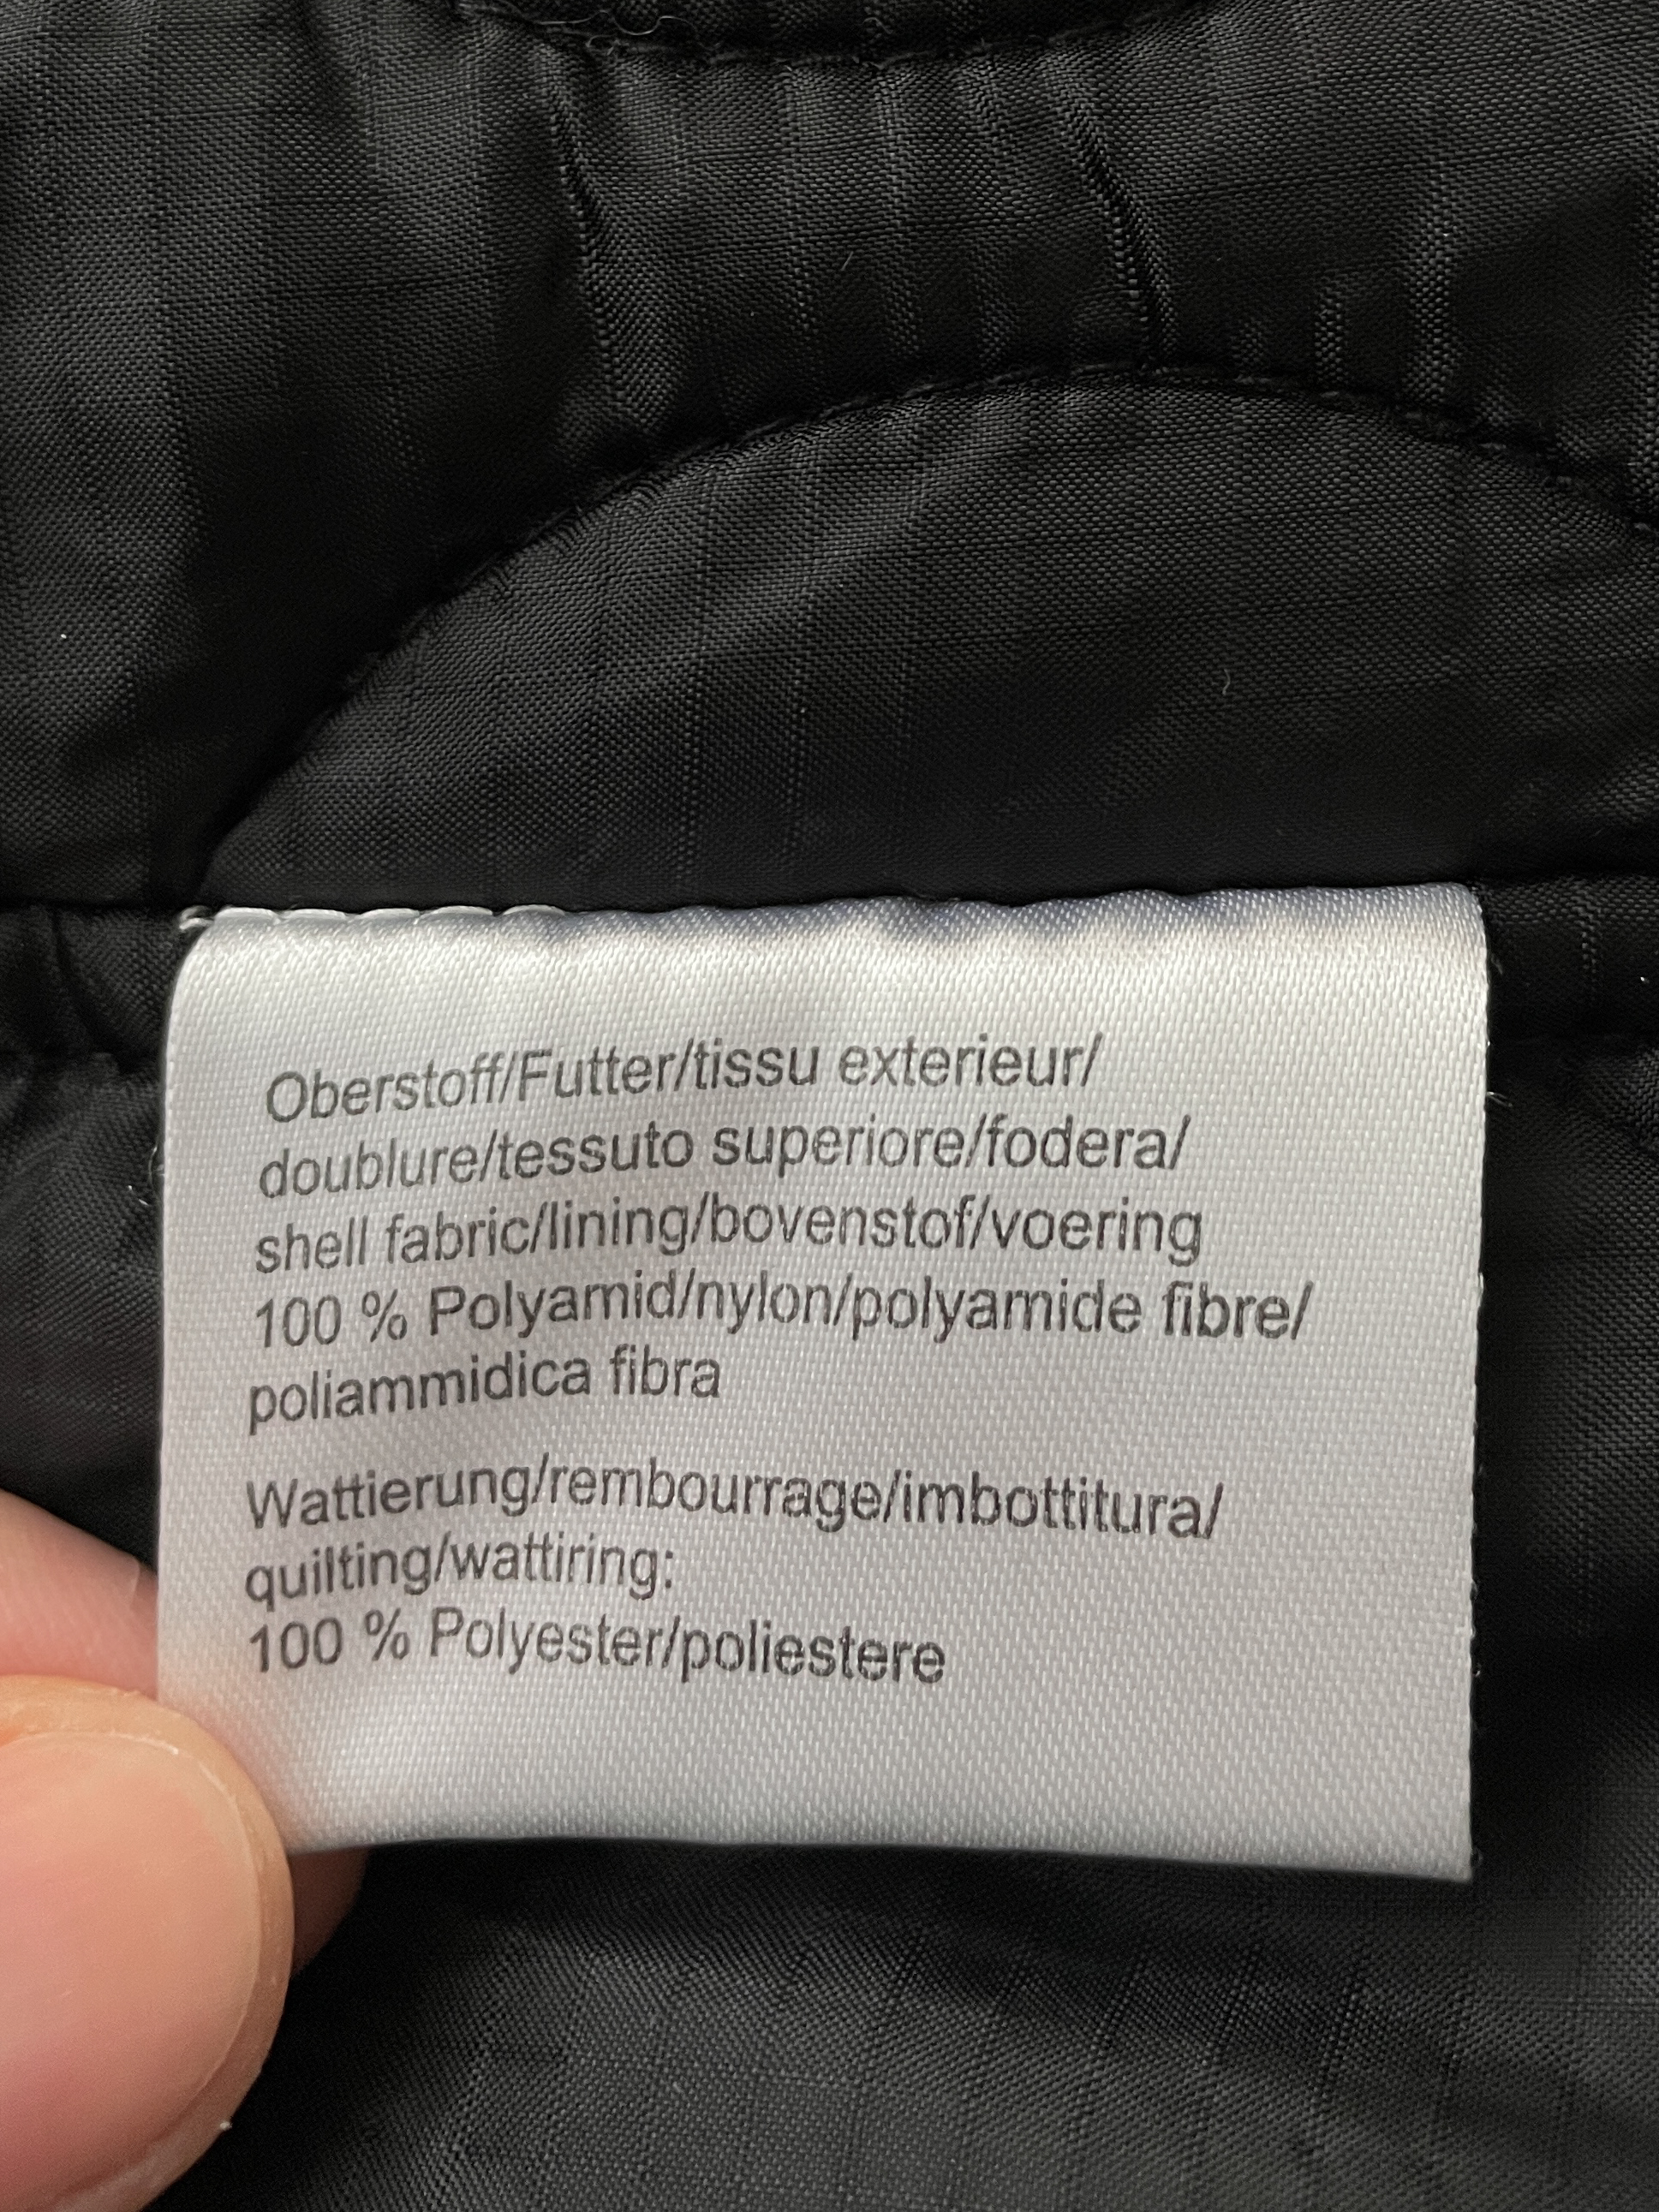 Oberstoff/Futter/tissu exterieur/
doublure/tessuto superiore/fodera/
shell fabric/lining/bovenstof/voering
100 % Polyamid/nylon/polyamide fibre/
poliammidica fibra
Wattierung/rembourrage/imbottitura/
quilting/wattiring:
100 % Polyester/poliestere